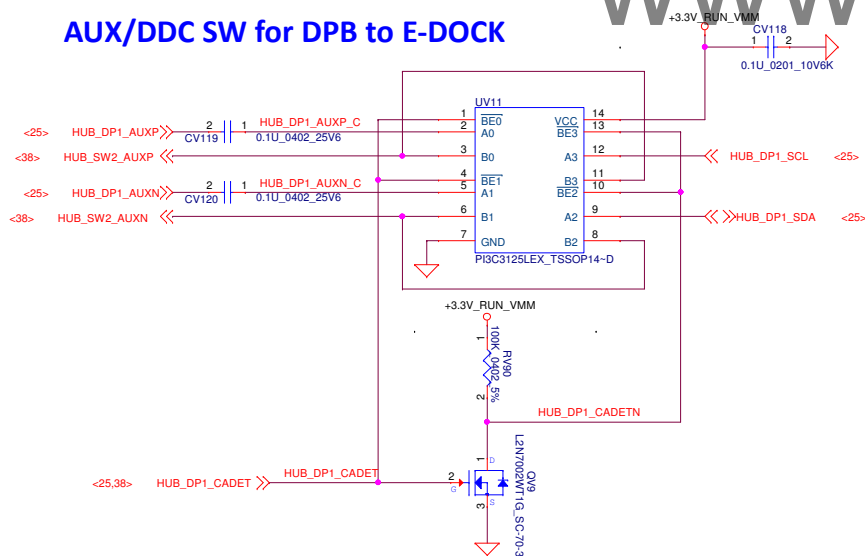 WWW
AUX/DDC SW for DPB to E-DOCK
+3.3V_RUN_VMM
CV118
1 2
0.1U_0201_10V6K
UV11
<25> HUB_DP1_AUXP 2 1 HUB_DP1_AUXP_C 1 BE0 VCC 14
CV119 0.1U_0402_25V6 2 A0 BE3 13
<38> HUB_SW2_AUXP 3 B0 A3 12 HUB_DP1_SCL <25>
4 BE1 B3 11
<25> HUB_DP1_AUXN 2 1 HUB_DP1_AUXN_C 5 A1 BE2 10
CV120 0.1U_0402_25V6
<38> HUB_SW2_AUXN 6 B1 A2 9 HUB_DP1_SDA <25>
7 GND B2 8
PI3C3125LEX_TSSOP14~D
+3.3V_RUN_VMM
1
RV90
100K_0402_5%
2
HUB_DP1_CADETN
1 D
<25,38> HUB_DP1_CADET HUB_DP1_CADET 2 G
QV9
L2N7002WT1G_SC-70-3
3 S